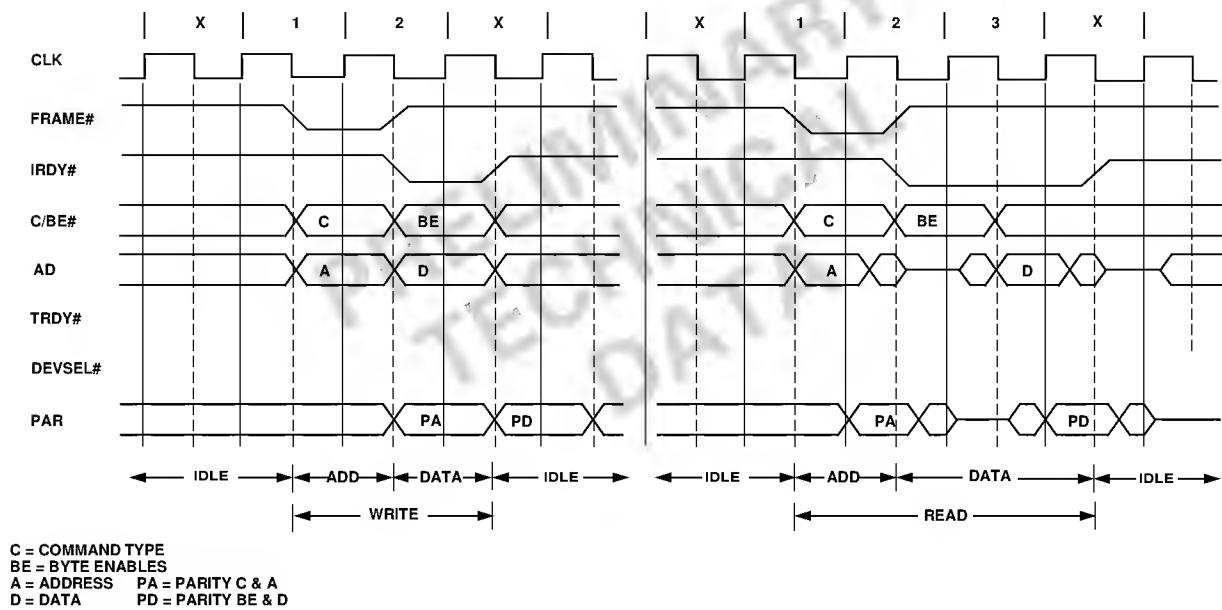 X 1 2 X X 1 2 3 X
CLK
FRAME#
IRDY#
C/BE# C BE C BE
AD A D A D
TRDY#
DEVSEL#
PAR PA PD PA PD
IDLE ADD DATA IDLE IDLE ADD DATA IDLE
WRITE READ
C = COMMAND TYPE
BE = BYTE ENABLES
A = ADDRESS PA = PARITY C & A
D = DATA PD = PARITY BE & D
PRELIMINARY
TECHNICAL
DATA